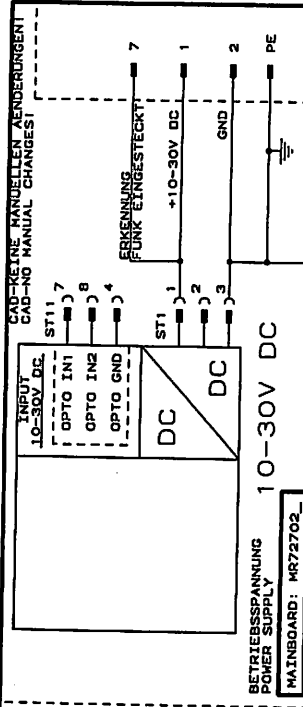 CAD-KEINE MANUELLEN AENDERUNGEN!
CAD-NO MANUAL CHANGES!
INPUT
10-30V DC
ST11
OPTO IN1 7
OPTO IN2 8
OPTO GND 4
ERKENNUNG
FUNK EINGESTECKT
7
ST1
1
+10-30V DC
1
2
3
GND
2
PE
DC
DC
10-30V DC
BETRIEBSSPANNUNG
POWER SUPPLY
MAINBOARD: MR72702_